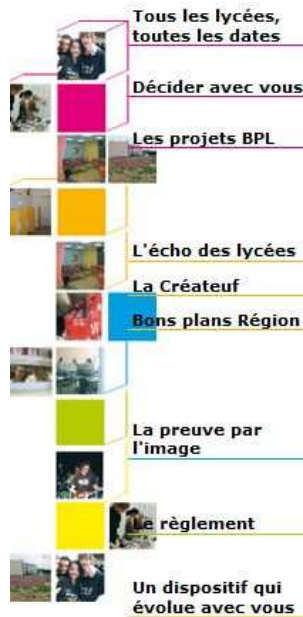 Tous les lycées,
toutes les dates
Décider avec vous
Les projets BPL
L'écho des lycées
La Créateuf
Bons plans Région
La preuve par
l'image
Le règlement
Un dispositif qui
évolue avec vous